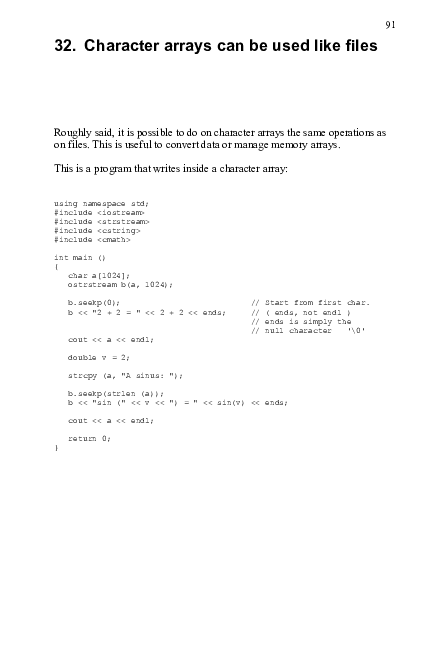 91
32. Character arrays can be used like files
Roughly said, it is possible to do on character arrays the same operations as
on files. This is useful to convert data or manage memory arrays.
This is a program that writes inside a character array:
using namespace std;
#include <iostream>
#include <strstream>
#include <cstring>
#include <cmath>
int main ()
{
   char a[1024];
   ostrstream b(a, 1024);
   b.seekp(0);                            // Start from first char.
   b << "2 + 2 = " << 2 + 2 << ends;      // ( ends, not endl )
                                          // ends is simply the
                                          // null character   '\0'
   cout << a << endl;
   double v = 2;
   strcpy (a, "A sinus: ");
   b.seekp(strlen (a));
   b << "sin (" << v << ") = " << sin(v) << ends;
   cout << a << endl;
   return 0;
}